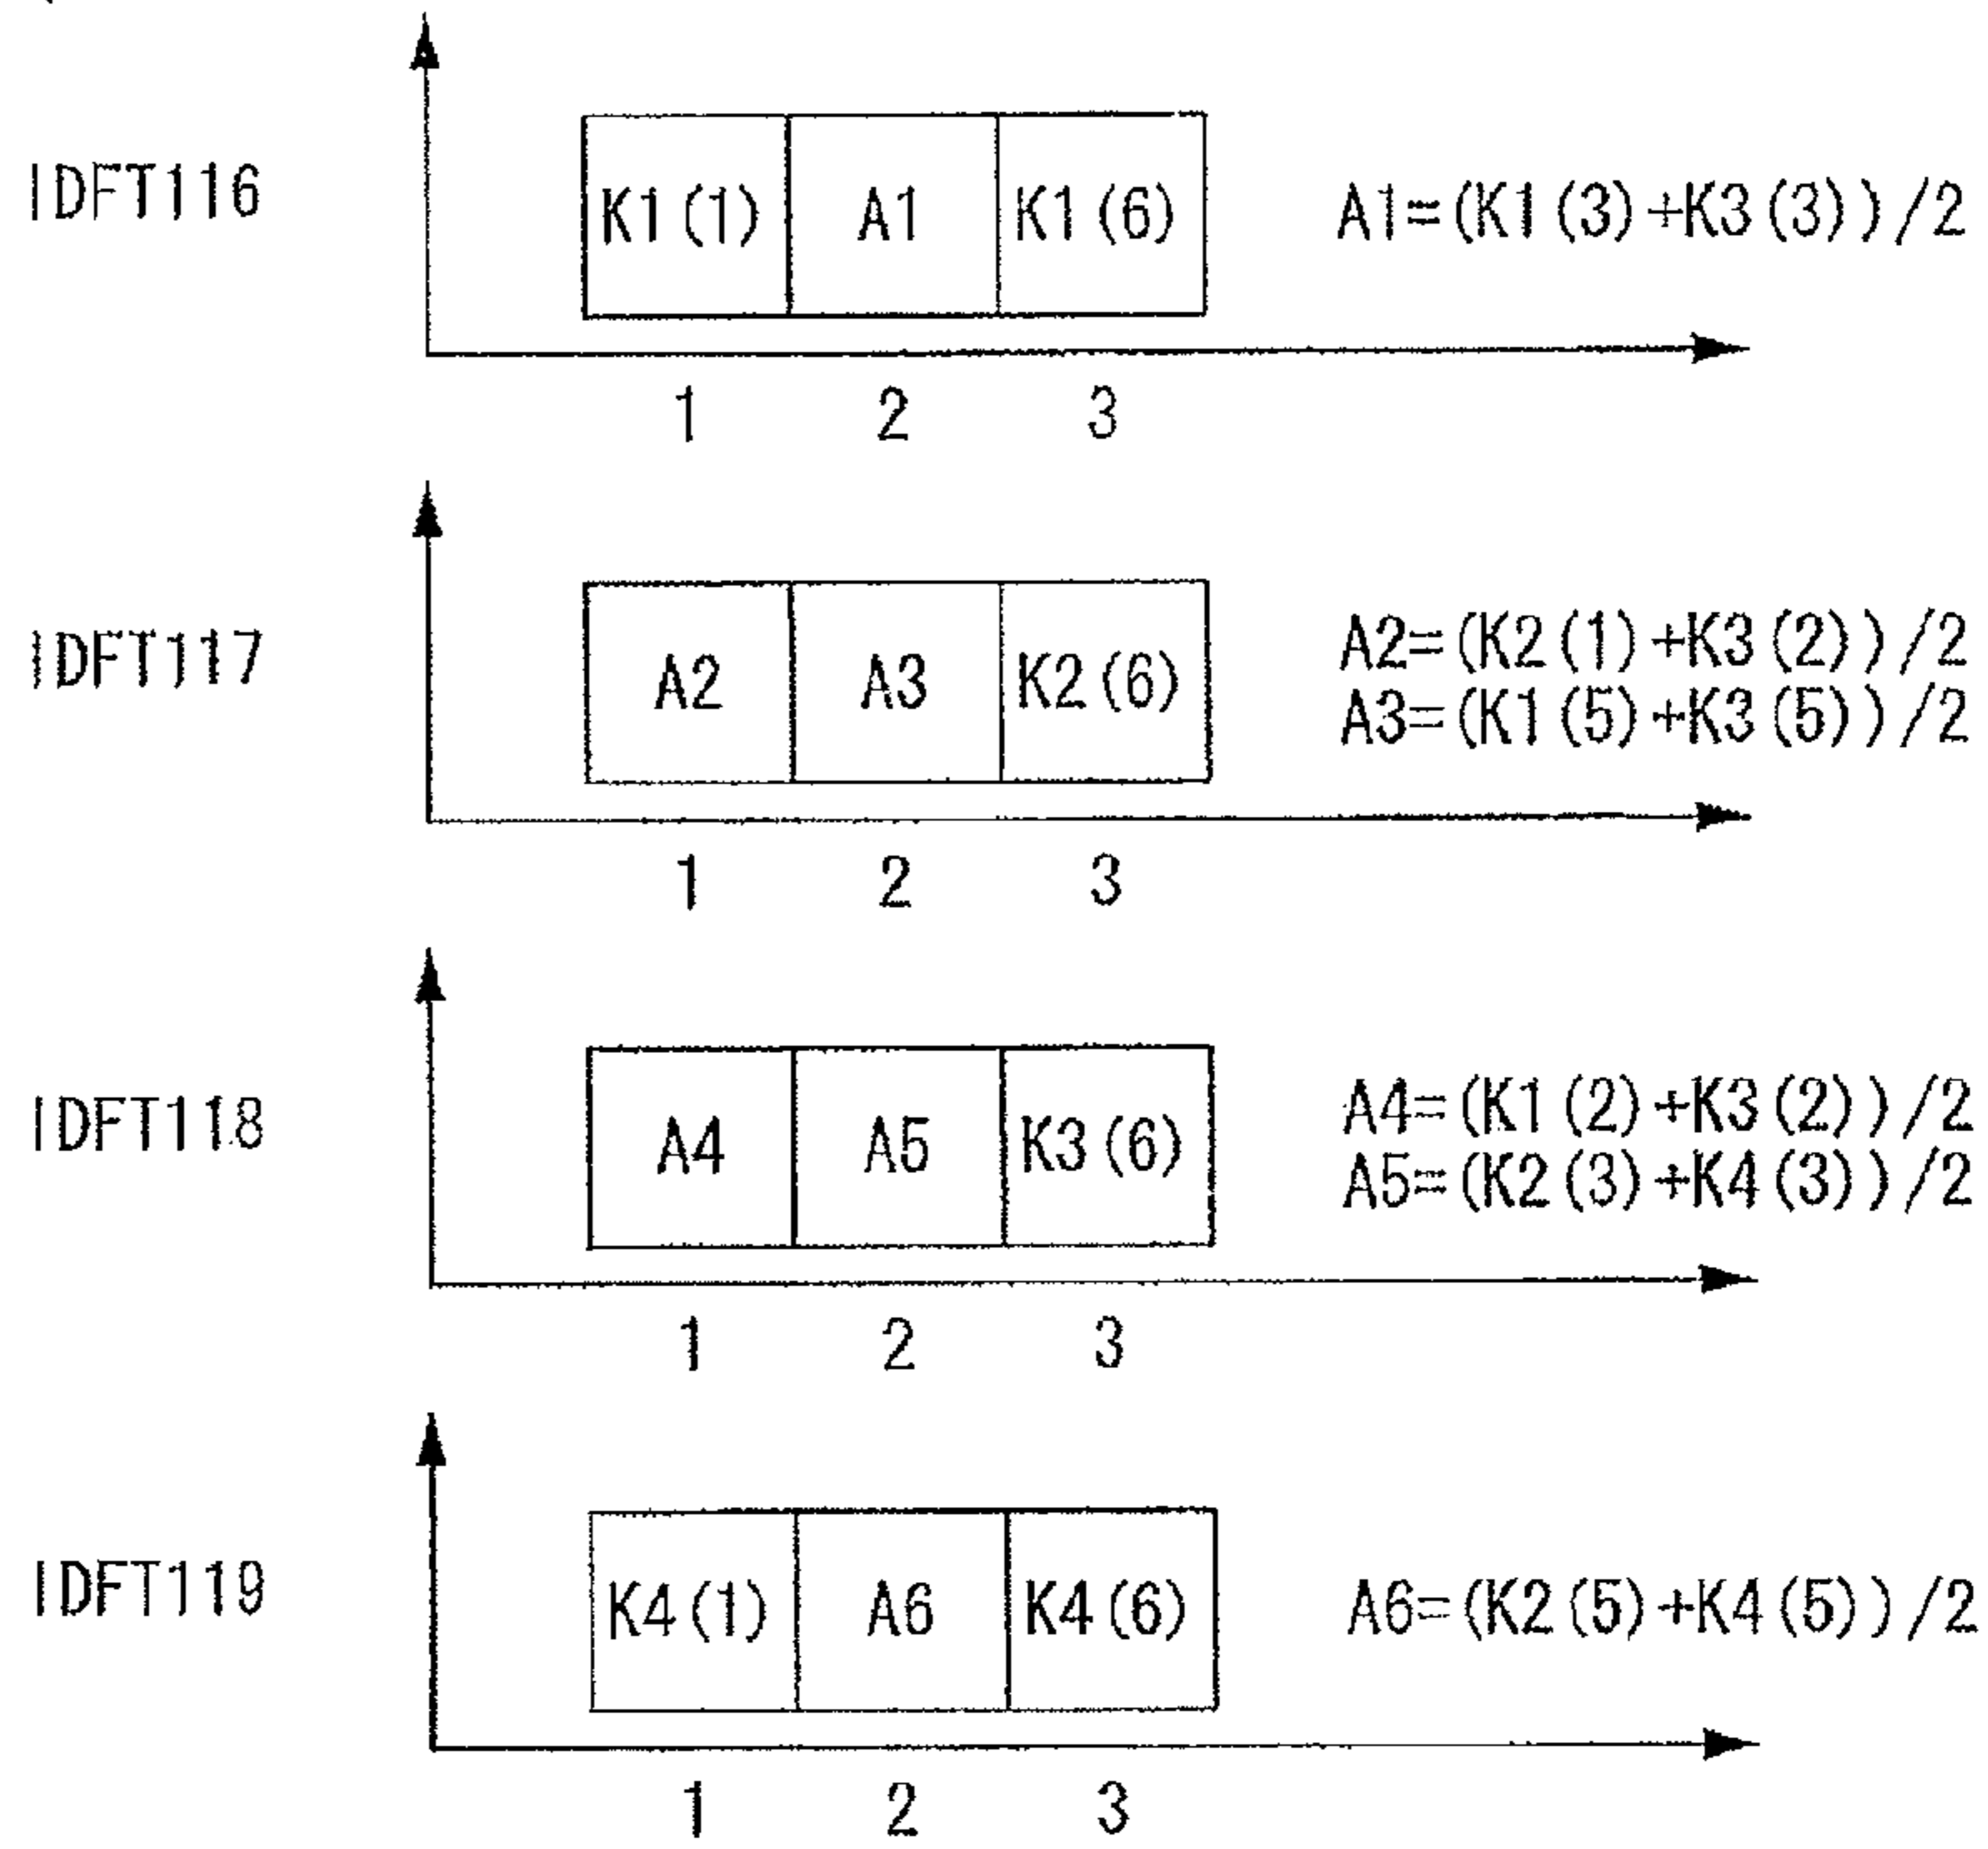 IDFT116 K1(1) A1 K1(6) A1=(K1(3)+K3(3))/2
1 2 3
IDFT117 A2 A3 K2(6) A2=(K2(1)+K3(2))/2
A3=(K1(5)+K3(5))/2
1 2 3
IDFT118 A4 A5 K3(6) A4=(K1(2)+K3(2))/2
A5=(K2(3)+K4(3))/2
1 2 3
IDFT119 K4(1) A6 K4(6) A6=(K2(5)+K4(5))/2
1 2 3